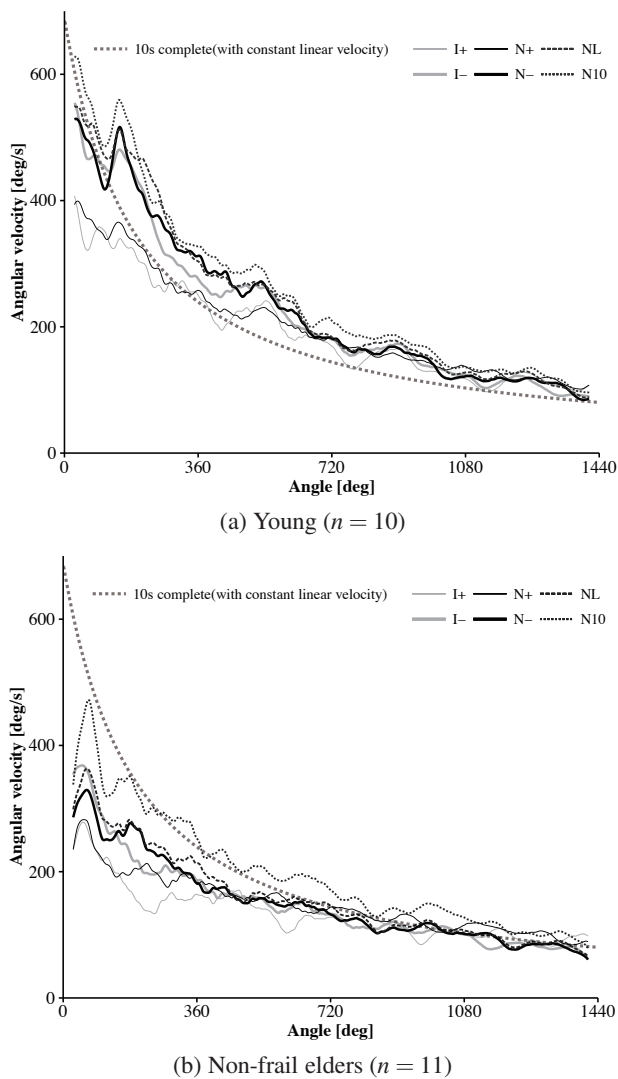 10s complete(with constant linear velocity)
I+ N+ NL
I− N− N10
Angular velocity [deg/s]
600
400
200
0
0 360 720 1080 1440
Angle [deg]
(a) Young (n = 10)
10s complete(with constant linear velocity)
I+ N+ NL
I− N− N10
Angular velocity [deg/s]
600
400
200
0
0 360 720 1080 1440
Angle [deg]
(b) Non-frail elders (n = 11)